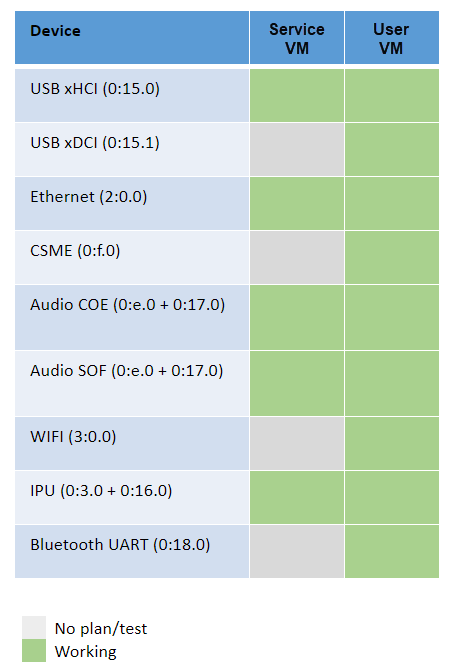 Device
Service
VM
User
VM
USB xHCI (0:15.0)
USB xDCI (0:15.1)
Ethernet (2:0.0)
CSME (0:f.0)
Audio COE (0:e.0 + 0:17.0)
Audio SOF (0:e.0 + 0:17.0)
WIFI (3:0.0)
IPU (0:3.0 + 0:16.0)
Bluetooth UART (0:18.0)
No plan/test
Working